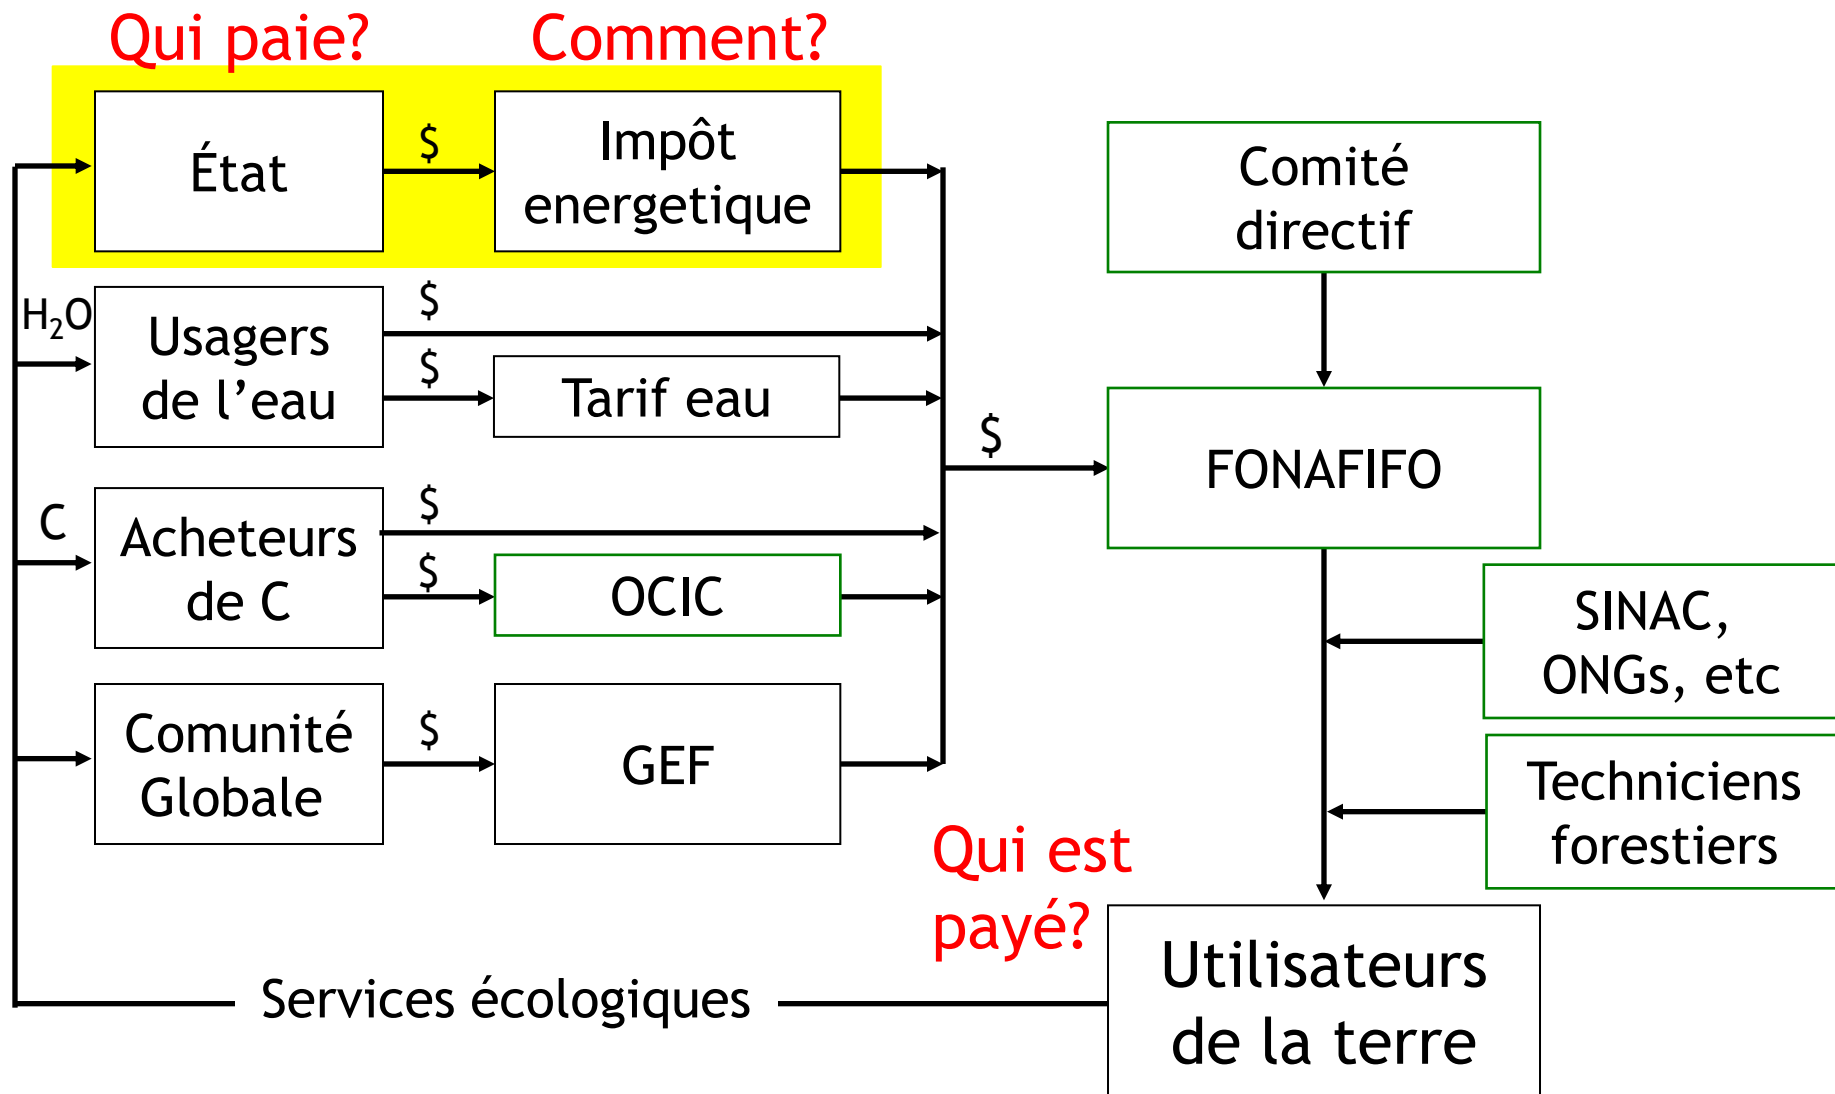 Qui paie?
Comment?
État
$
Impôt
energetique
Comité
directif
H₂O
Usagers
de l’eau
$
$
Tarif eau
$
FONAFIFO
C
Acheteurs
de C
$
$
OCIC
SINAC,
ONGs, etc
Comunité
Globale
$
GEF
Techniciens
forestiers
Qui est
payé?
Utilisateurs
de la terre
Services écologiques